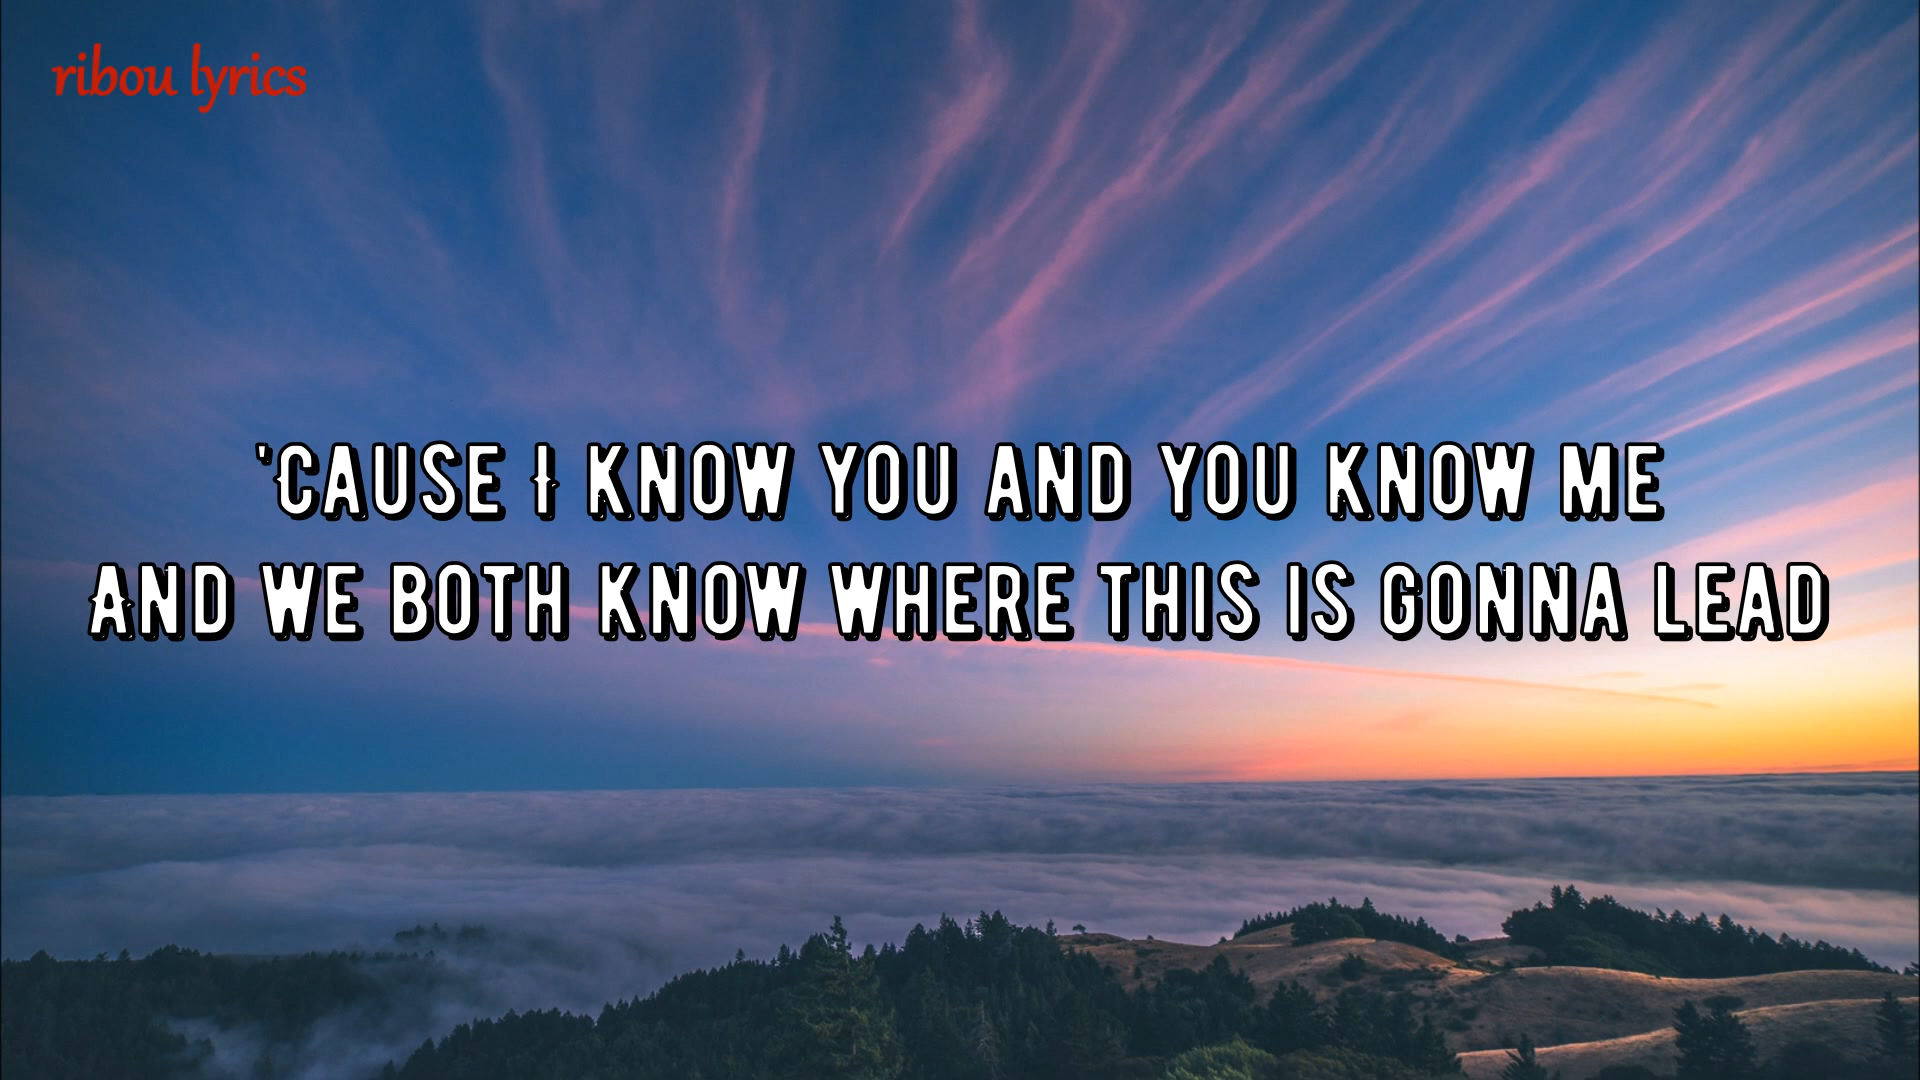 ribou lyrics
'CAUSE I KNOW YOU AND YOU KNOW ME
AND WE BOTH KNOW WHERE THIS IS GONNA LEAD